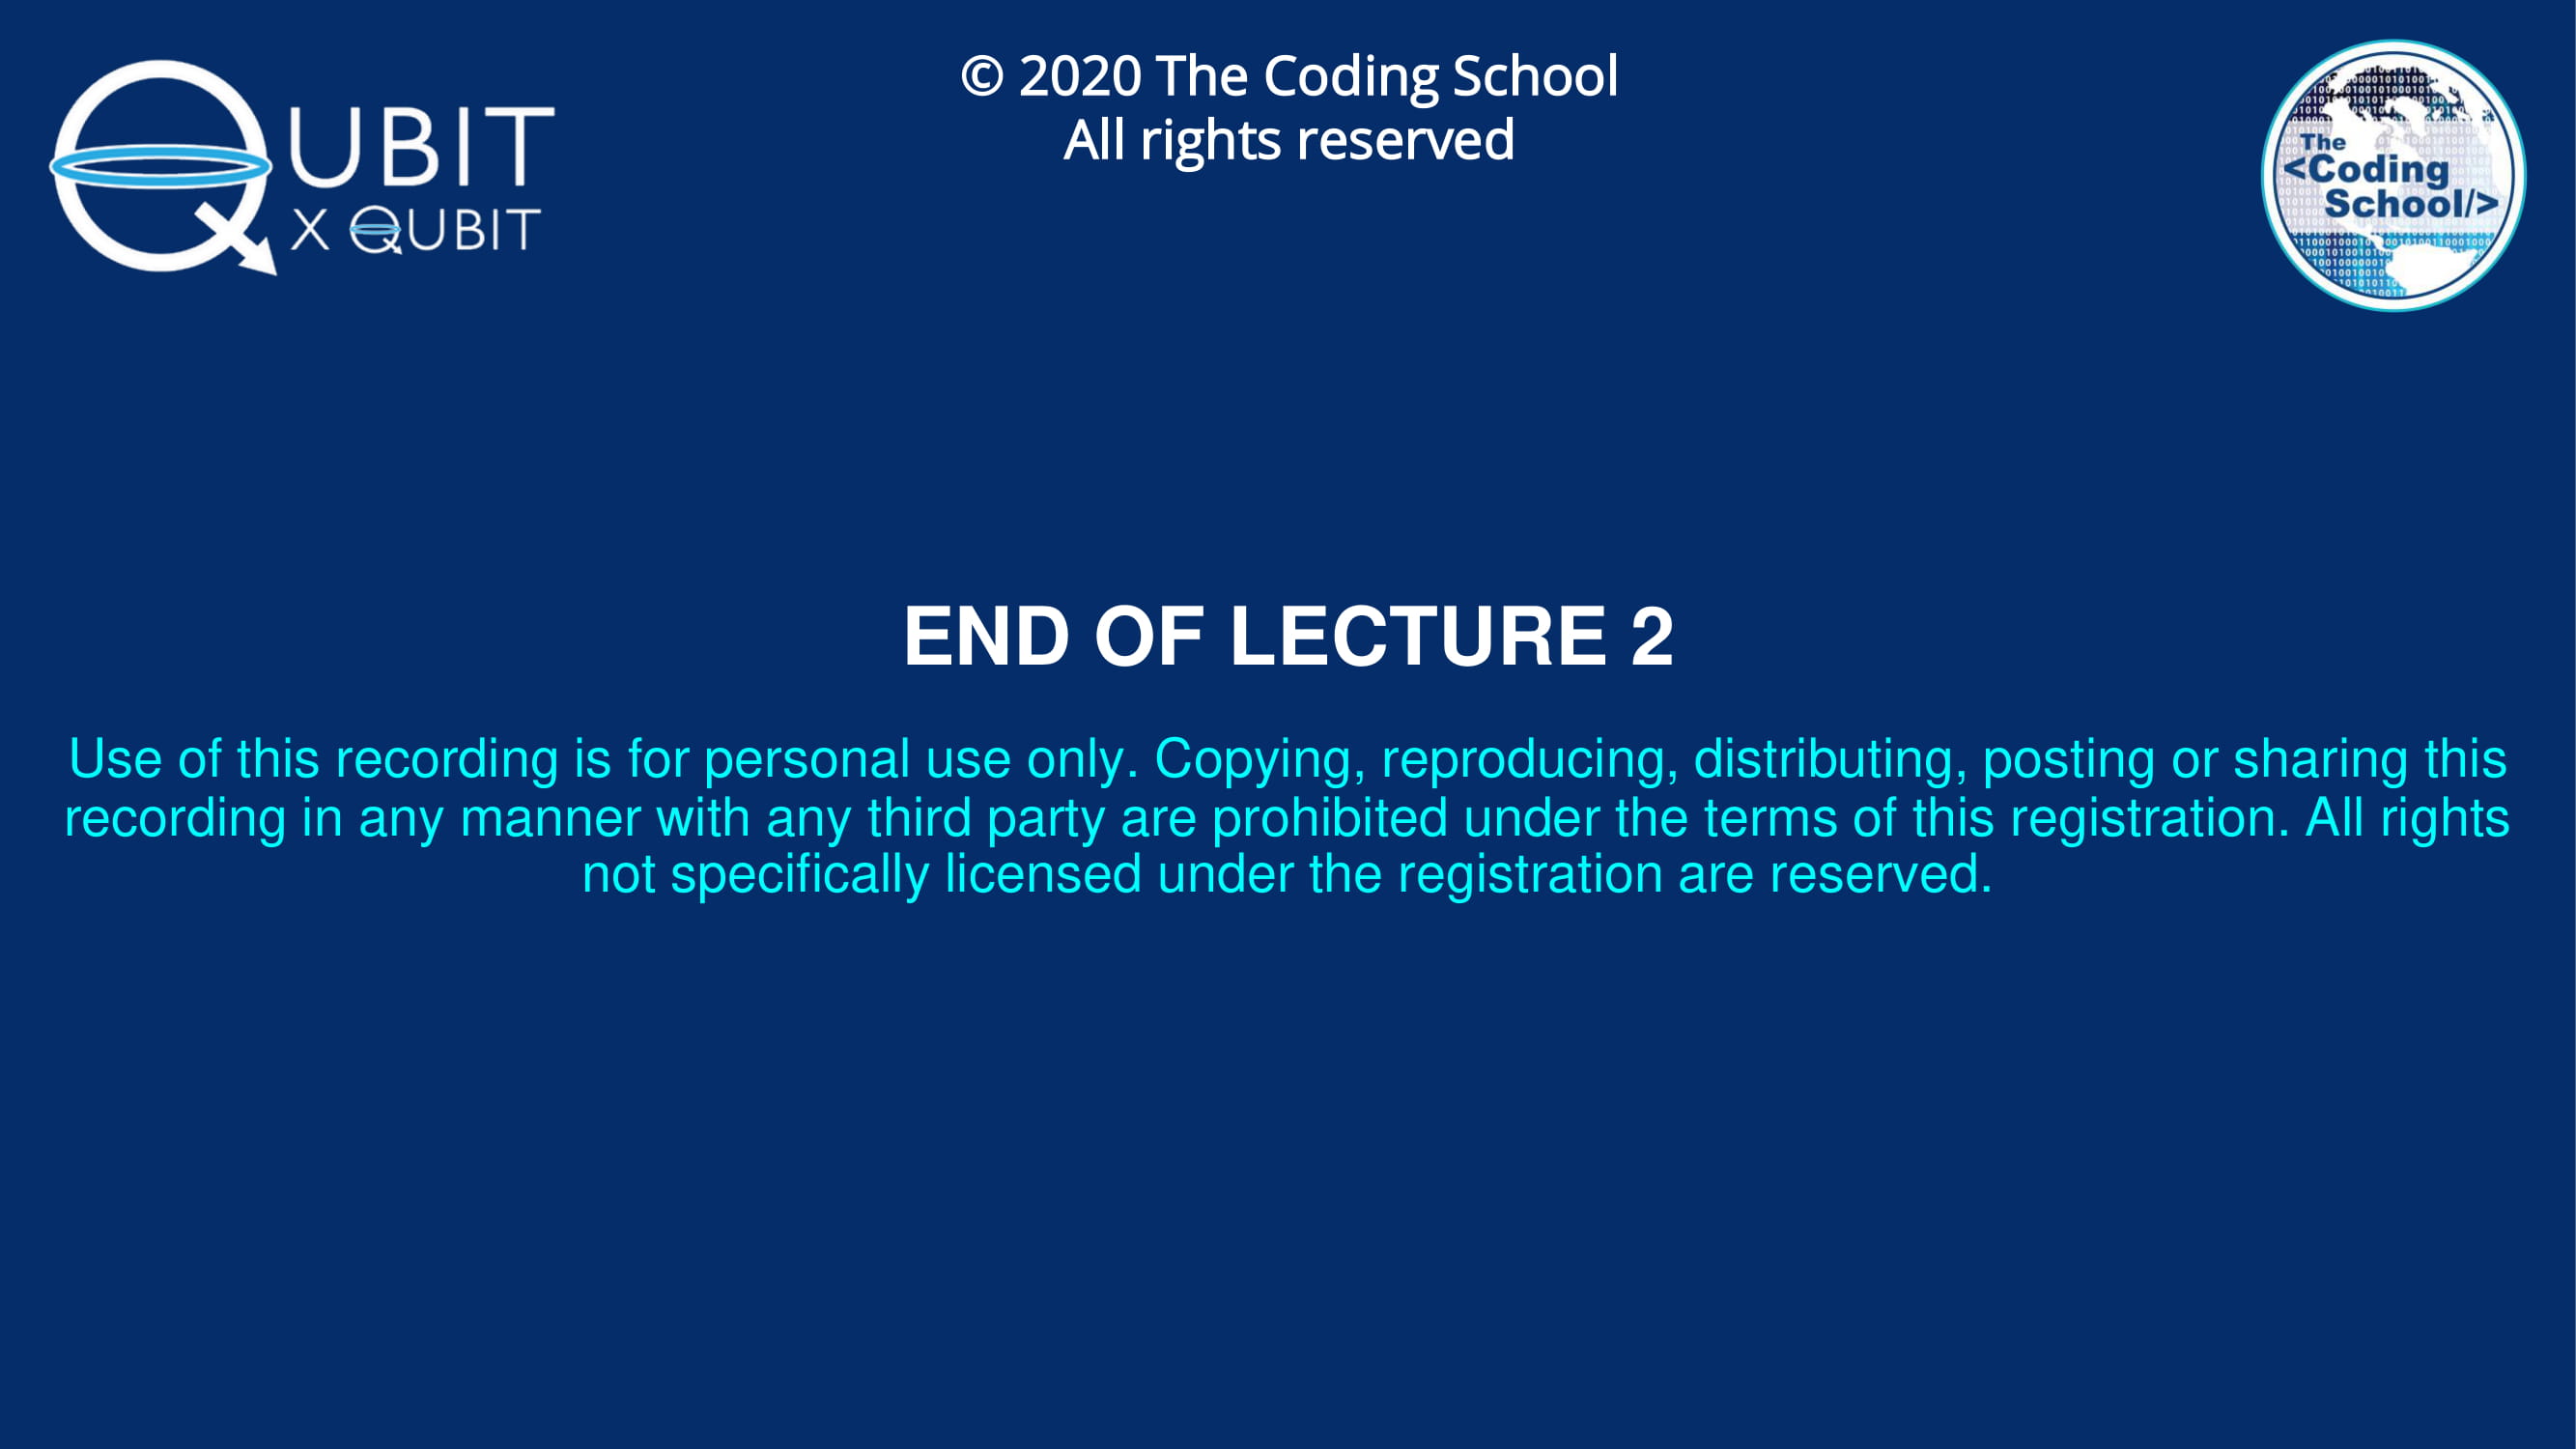 © 2020 The Coding School
All rights reserved
QUBIT
X QUBIT
The
<Coding
School/>
END OF LECTURE 2
Use of this recording is for personal use only. Copying, reproducing, distributing, posting or sharing this
recording in any manner with any third party are prohibited under the terms of this registration. All rights
not specifically licensed under the registration are reserved.